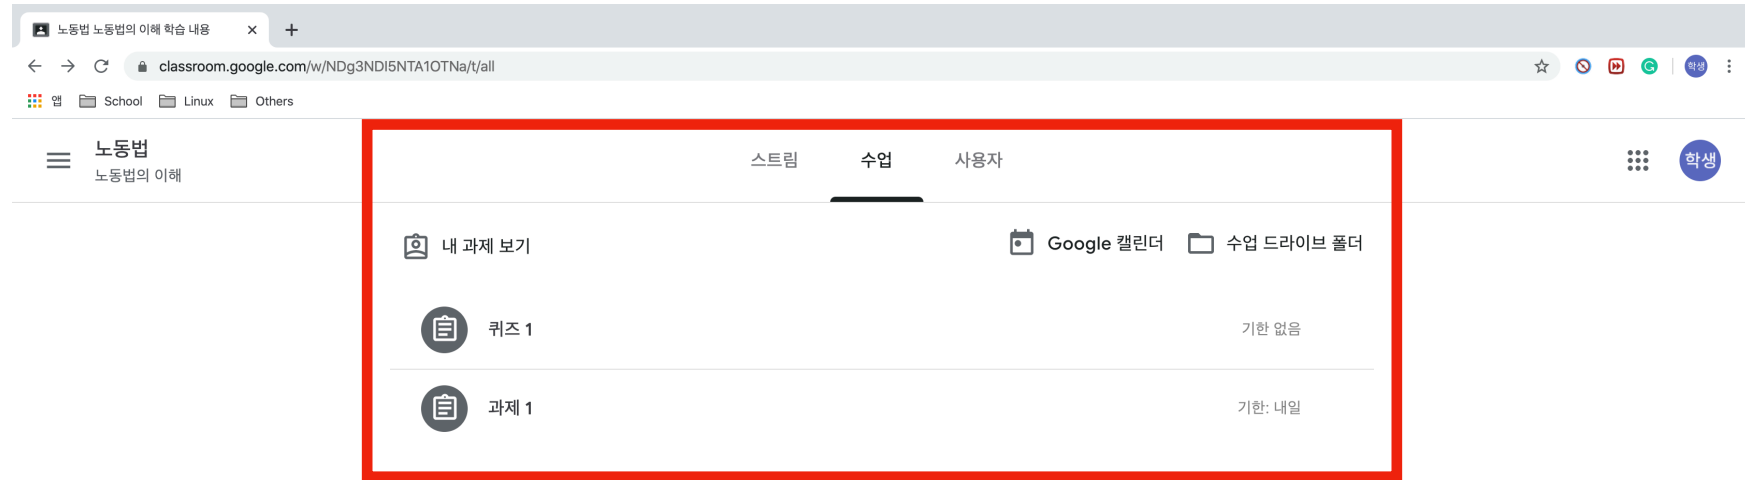 노동법 노동법의 이해 학습 내용
classroom.google.com/w/NDg3NDI5NTA1OTNa/t/all
학생
앱 School Linux Others
노동법
노동법의 이해
스트림 수업 사용자
학생
내 과제 보기
Google 캘린더 수업 드라이브 폴더
퀴즈 1 기한 없음
과제 1 기한: 내일